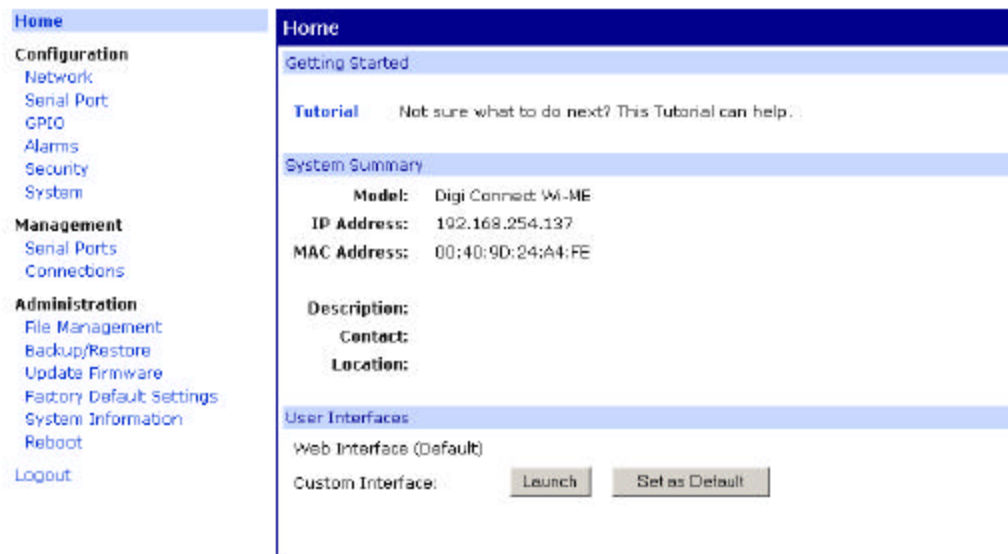 Home
Configuration
Network
Serial Port
GPIO
Alarms
Security
System
Management
Serial Ports
Connections
Administration
File Management
Backup/Restore
Update Firmware
Factory Default Settings
System Information
Reboot
Logout
Home
Getting Started
Tutorial Not sure what to do next? This Tutorial can help.
System Summary
Model: Digi Connect Wi-ME
IP Address: 192.168.254.137
MAC Address: 00:40:9D:24:A4:FE
Description:
Contact:
Location:
User Interfaces
Web Interface (Default)
Custom Interface: Launch Set as Default